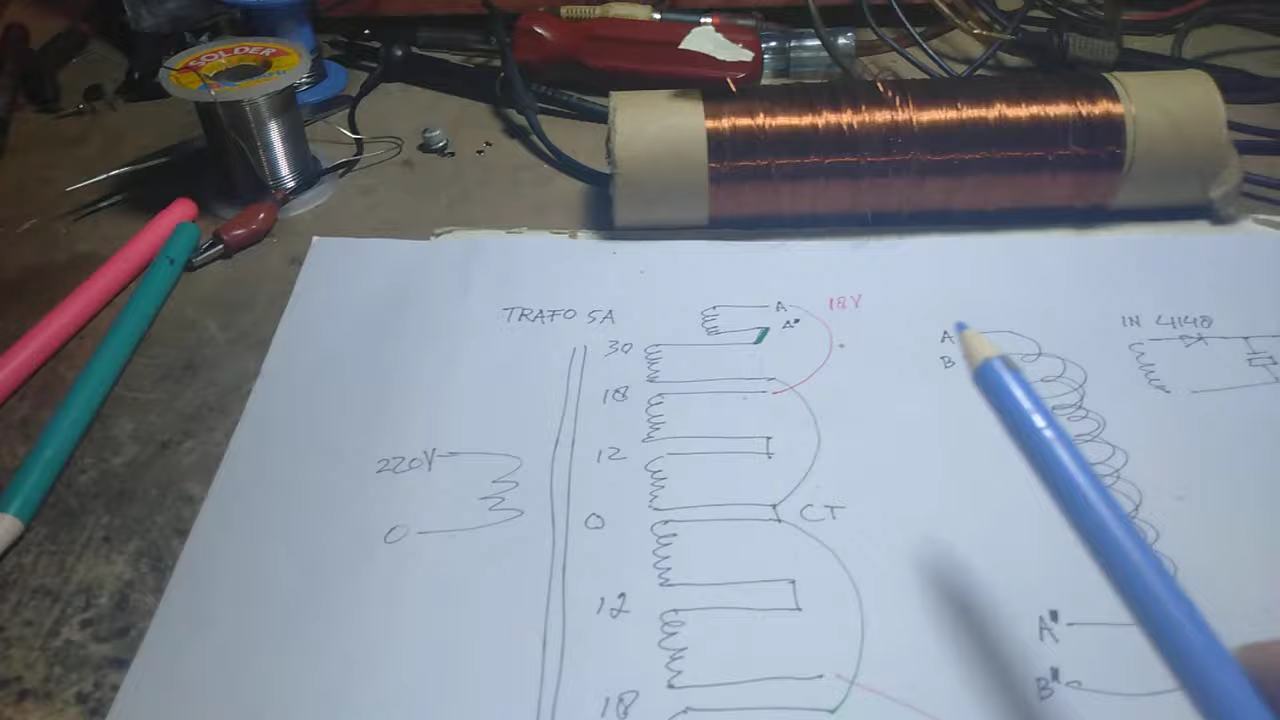 SOLDER
TRAFO 5A
A
18V
A"
30
18
12
220V
0
0
CT
12
18
A
B
IN 4148
A"
B"